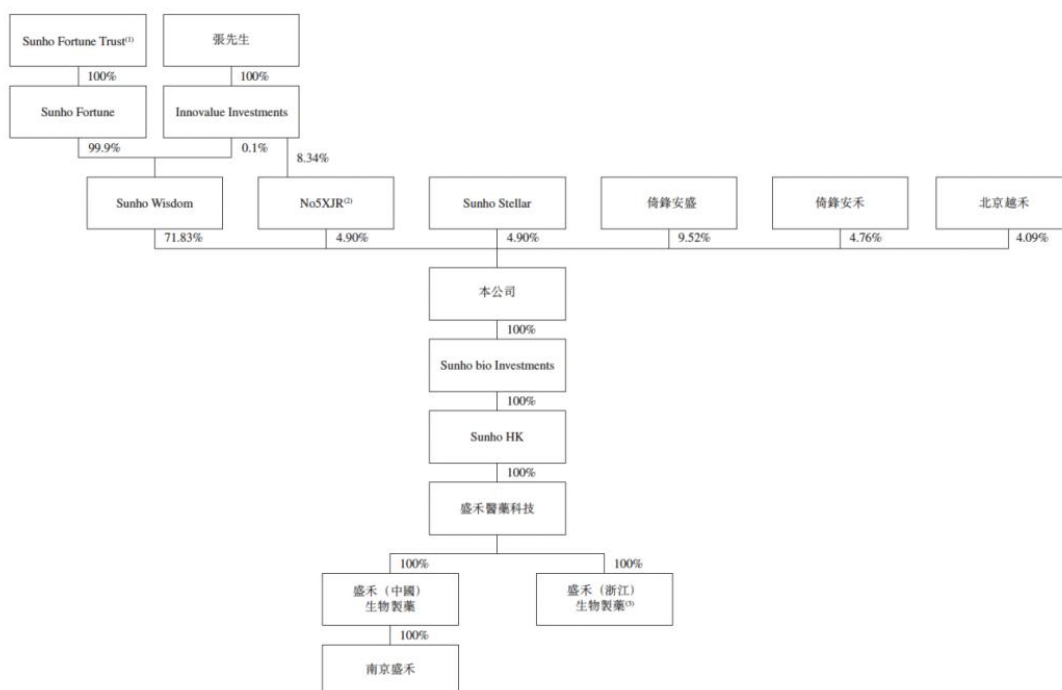 Sunho Fortune Trust(1)
張先生
100%
100%
Sunho Fortune
Innovalue Investments
99.9%
0.1%
8.34%
Sunho Wisdom
No5XJR(2)
Sunho Stellar
倚鋒安盛
倚鋒安禾
北京越禾
71.83%
4.90%
4.90%
9.52%
4.76%
4.09%
本公司
100%
Sunho bio Investments
100%
Sunho HK
100%
盛禾醫藥科技
100%
100%
盛禾（中國）
生物製藥
盛禾（浙江）
生物製藥(3)
100%
南京盛禾